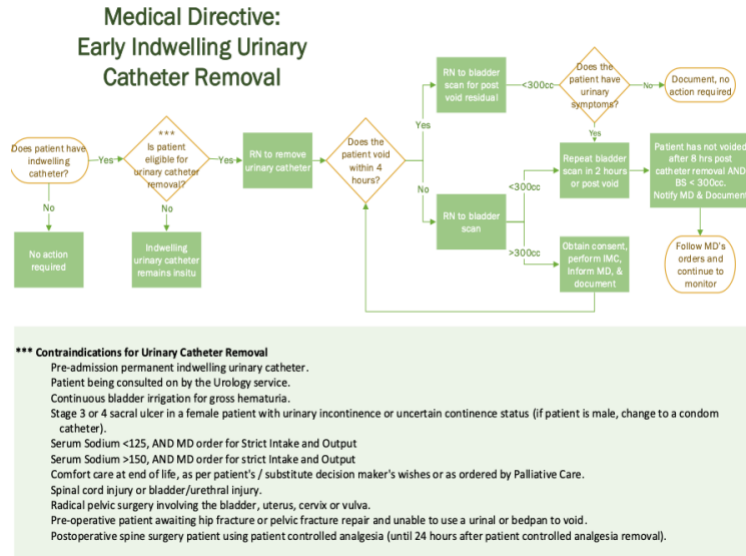 Medical Directive:
Early Indwelling Urinary
Catheter Removal
Does patient have
indwelling
catheter?
Yes
No
No action
required
***
Is patient
eligible for
urinary catheter
removal?
Yes
No
Indwelling
urinary catheter
remains insitu
RN to remove
urinary catheter
Does the
patient void
within 4
hours?
Yes
No
RN to bladder
scan for post
void residual
<300cc
Does the
patient have
urinary
symptoms?
No
Document, no
action required
Yes
RN to bladder
scan
<300cc
>300cc
Repeat bladder
scan in 2 hours
or post void
Patient has not voided
after 8 hrs post
catheter removal AND
BS < 300cc.
Notify MD & Document
Obtain consent,
perform IMC,
inform MD, &
document
Follow MD's
orders and
continue to
monitor
*** Contraindications for Urinary Catheter Removal
Pre-admission permanent indwelling urinary catheter.
Patient being consulted on by the Urology service.
Continuous bladder irrigation for gross hematuria.
Stage 3 or 4 sacral ulcer in a female patient with urinary incontinence or uncertain continence status (if patient is male, change to a condom
catheter).
Serum Sodium <125, AND MD order for Strict Intake and Output
Serum Sodium >150, AND MD order for strict Intake and Output
Comfort care at end of life, as per patient's / substitute decision maker's wishes or as ordered by Palliative Care.
Spinal cord injury or bladder/urethral injury.
Radical pelvic surgery involving the bladder, uterus, cervix or vulva.
Pre-operative patient awaiting hip fracture or pelvic fracture repair and unable to use a urinal or bedpan to void.
Postoperative spine surgery patient using patient controlled analgesia (until 24 hours after patient controlled analgesia removal).